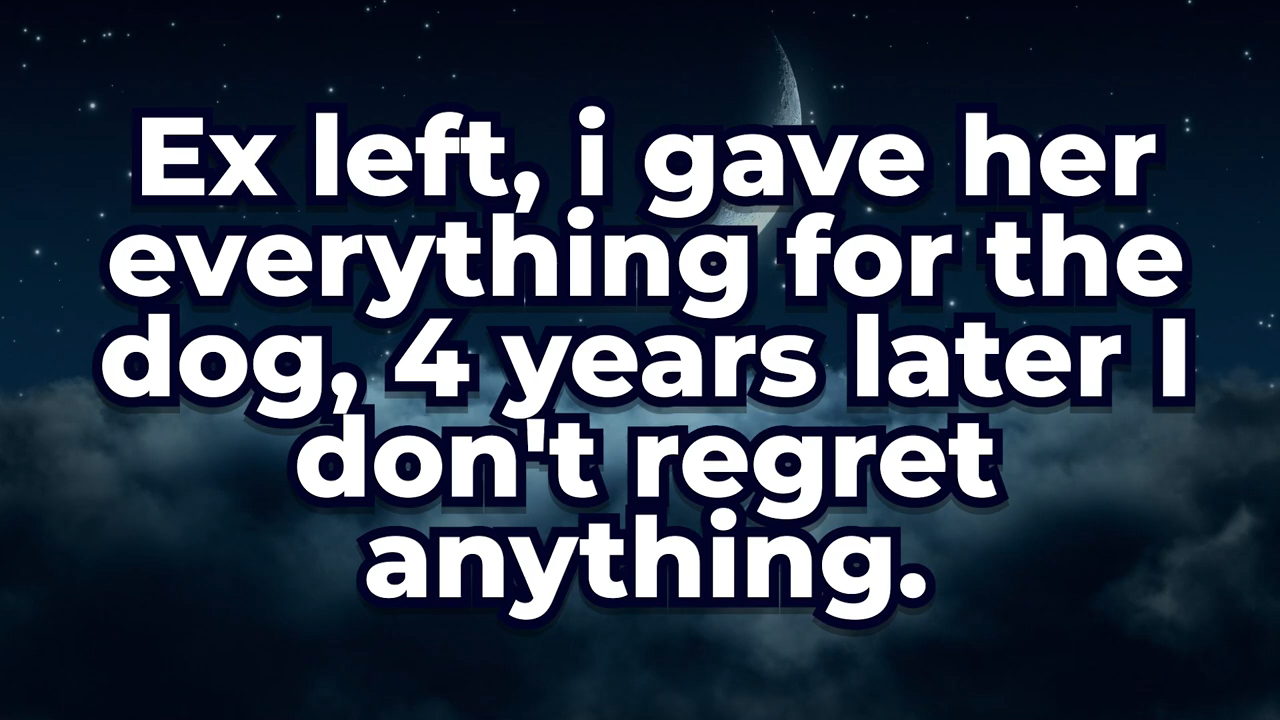 Ex left, i gave her
everything for the
dog, 4 years later I
don't regret
anything.